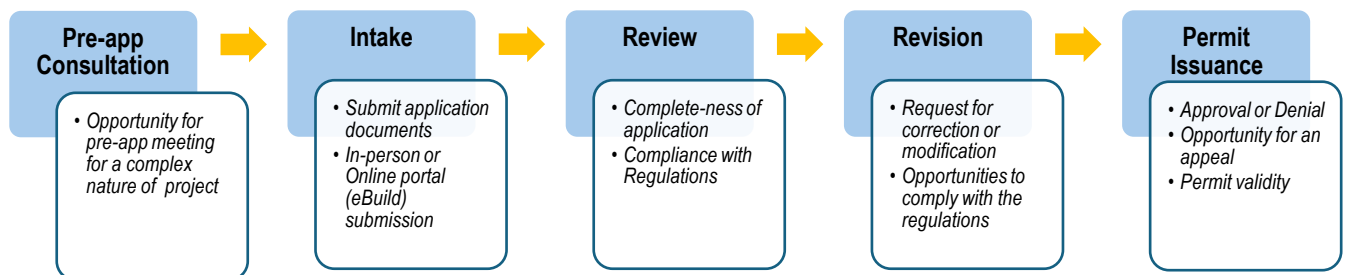 Pre-app
Consultation
• Opportunity for
pre-app meeting
for a complex
nature of project
Intake
• Submit application
documents
• In-person or
Online portal
(eBuild)
submission
Review
• Complete-ness of
application
• Compliance with
Regulations
Revision
• Request for
correction or
modification
• Opportunities to
comply with the
regulations
Permit
Issuance
• Approval or Denial
• Opportunity for an
appeal
• Permit validity